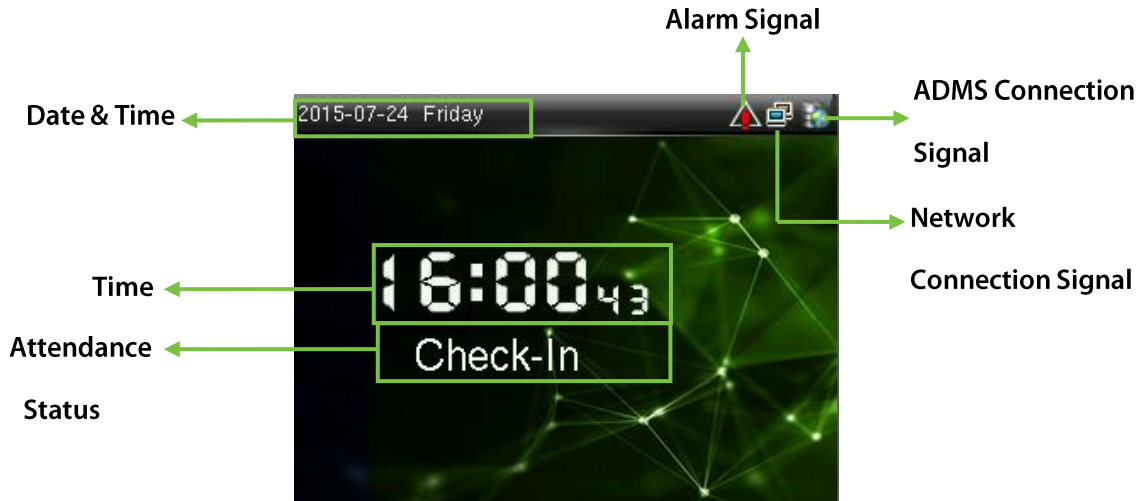 Alarm Signal
Date & Time
2015-07-24 Friday
ADMS Connection
Signal
Network
Connection Signal
Time
16:00 43
Attendance
Status
Check-In